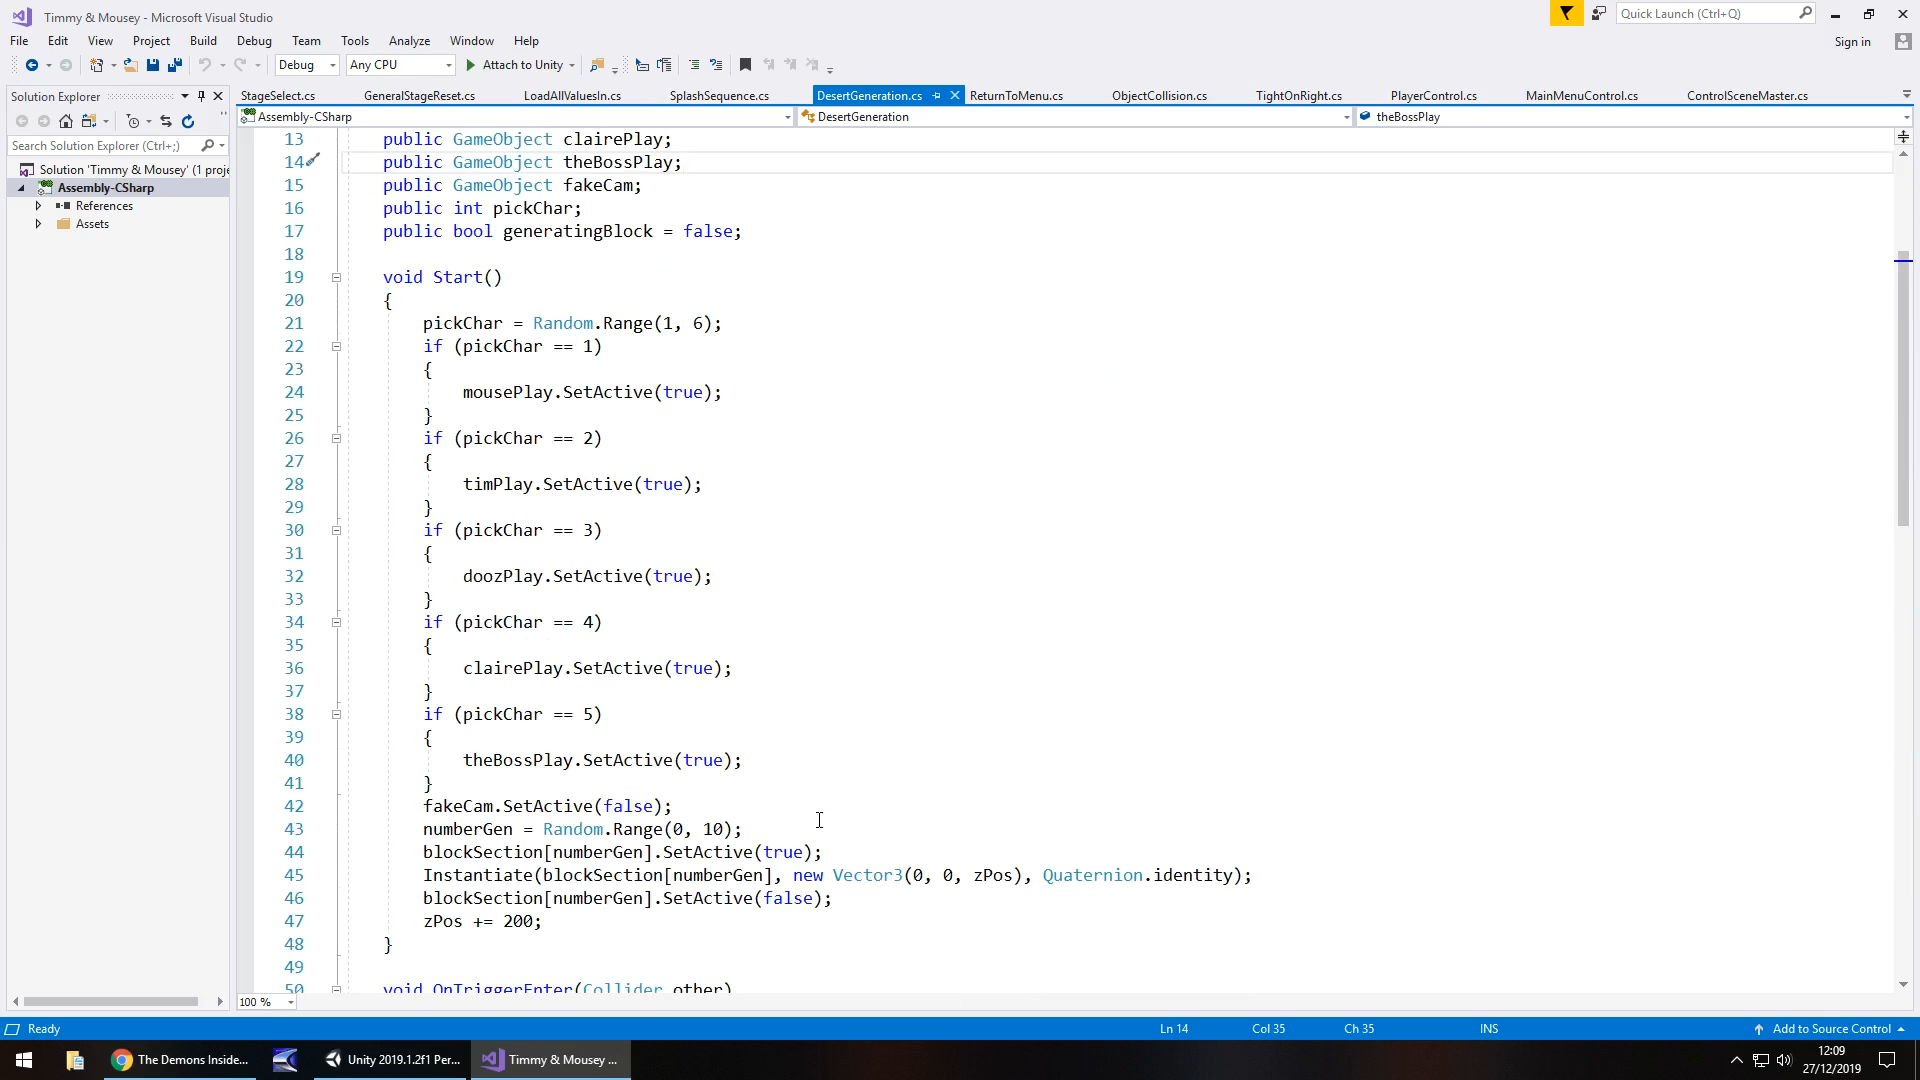 Timmy & Mousey - Microsoft Visual Studio
Quick Launch (Ctrl+Q)
File Edit View Project Build Debug Team Tools Analyze Window Help
Sign in
Debug Any CPU Attach to Unity
Solution Explorer
StageSelect.cs GeneralStageReset.cs LoadAllValuesIn.cs SplashSequence.cs DesertGeneration.cs ReturnToMenu.cs ObjectCollision.cs TightOnRight.cs PlayerControl.cs MainMenuControl.cs ControlSceneMaster.cs
Assembly-CSharp DesertGeneration theBossPlay
Search Solution Explorer (Ctrl+;)
Solution 'Timmy & Mousey' (1 proje
Assembly-CSharp
References
Assets
13 public GameObject clairePlay;
14 public GameObject theBossPlay;
15 public GameObject fakeCam;
16 public int pickChar;
17 public bool generatingBlock = false;
18
19 void Start()
20 {
21 pickChar = Random.Range(1, 6);
22 if (pickChar == 1)
23 {
24 mousePlay.SetActive(true);
25 }
26 if (pickChar == 2)
27 {
28 timPlay.SetActive(true);
29 }
30 if (pickChar == 3)
31 {
32 doozPlay.SetActive(true);
33 }
34 if (pickChar == 4)
35 {
36 clairePlay.SetActive(true);
37 }
38 if (pickChar == 5)
39 {
40 theBossPlay.SetActive(true);
41 }
42 fakeCam.SetActive(false);
43 numberGen = Random.Range(0, 10);
44 blockSection[numberGen].SetActive(true);
45 Instantiate(blockSection[numberGen], new Vector3(0, 0, zPos), Quaternion.identity);
46 blockSection[numberGen].SetActive(false);
47 zPos += 200;
48 }
49
50 void OnTriggerEnter(Collider other)
100 %
Ready Ln 14 Col 35 Ch 35 INS Add to Source Control
The Demons Inside... Unity 2019.1.2f1 Per... Timmy & Mousey ...
12:09
27/12/2019